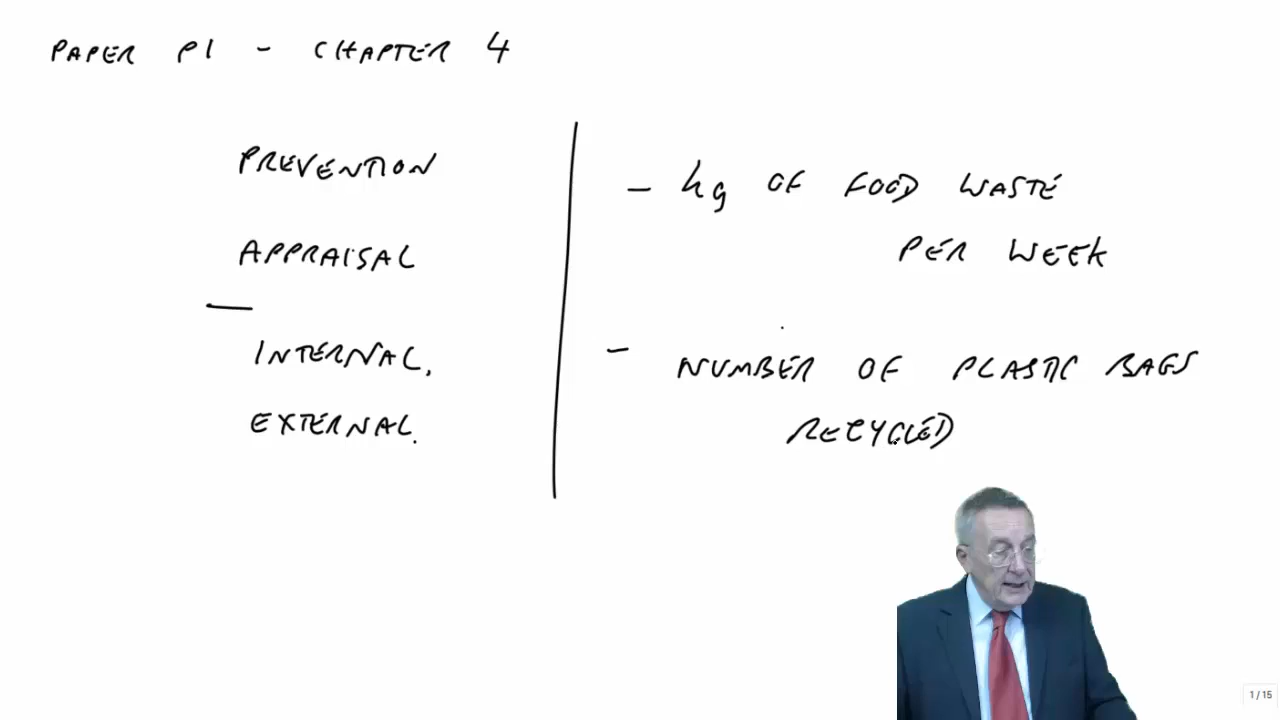 PAPER P1 - CHAPTER 4
PREVENTION
APPRAISAL
INTERNAL.
EXTERNAL.
- kg OF FOOD WASTE
PER WEEK
- NUMBER OF PLASTIC BAGS
RECYCLED
1 / 15